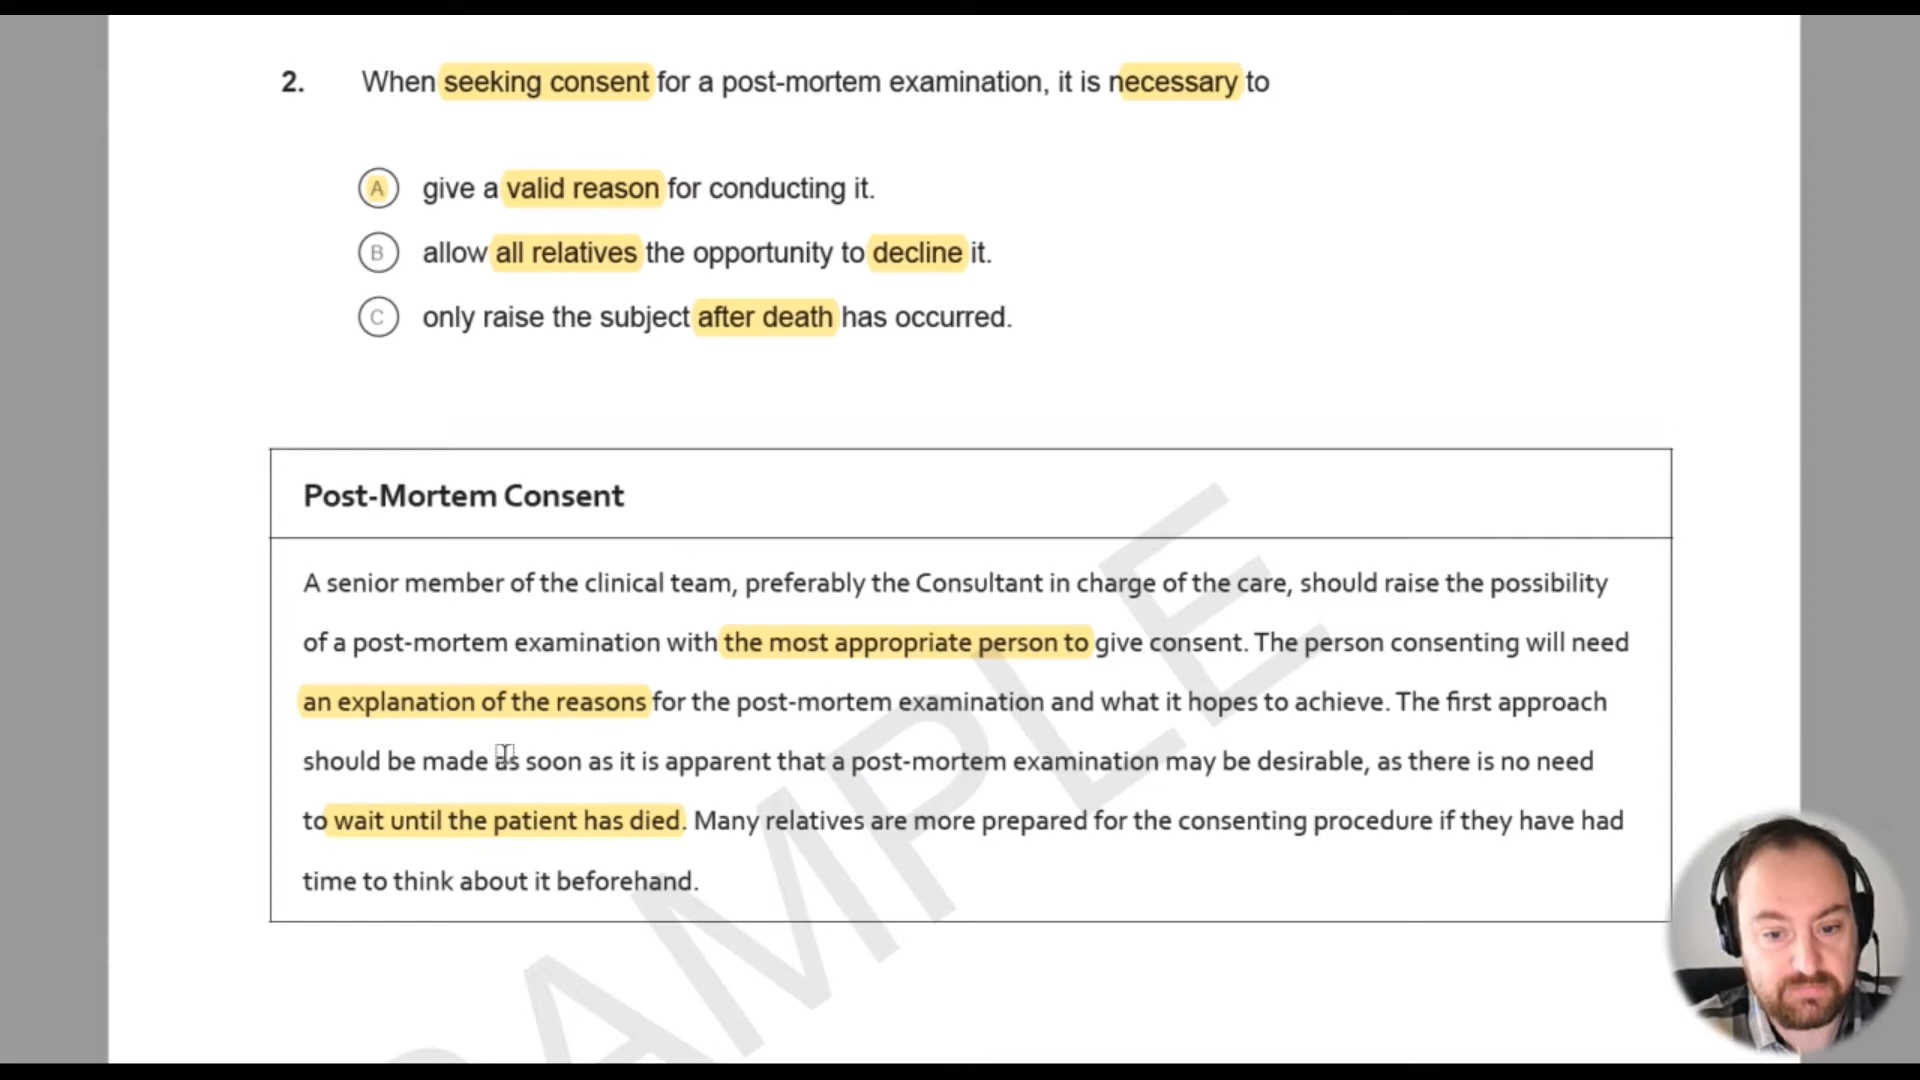 2. When seeking consent for a post-mortem examination, it is necessary to
A give a valid reason for conducting it.
B allow all relatives the opportunity to decline it.
C only raise the subject after death has occurred.
Post-Mortem Consent
A senior member of the clinical team, preferably the Consultant in charge of the care, should raise the possibility
of a post-mortem examination with the most appropriate person to give consent. The person consenting will need
an explanation of the reasons for the post-mortem examination and what it hopes to achieve. The first approach
should be made as soon as it is apparent that a post-mortem examination may be desirable, as there is no need
to wait until the patient has died. Many relatives are more prepared for the consenting procedure if they have had
time to think about it beforehand.
SAMPLE